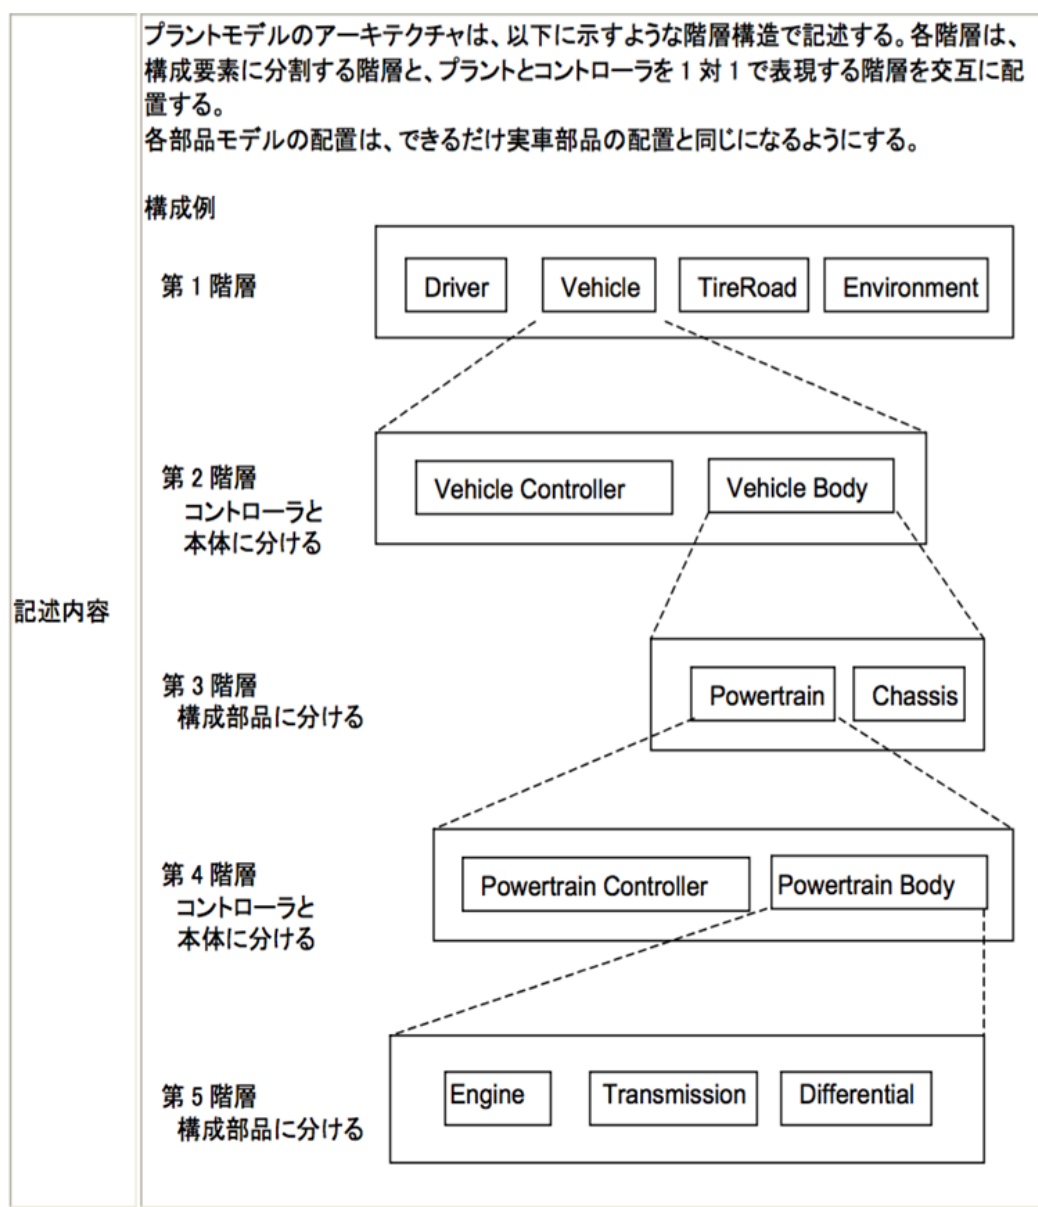 プラントモデルのアーキテクチャは、以下に示すような階層構造で記述する。各階層は、
構成要素に分割する階層と、プラントとコントローラを 1 対 1 で表現する階層を交互に配
置する。
各部品モデルの配置は、できるだけ実車部品の配置と同じになるようにする。
構成例
第 1 階層
Driver
Vehicle
TireRoad
Environment
第 2 階層
コントローラと
本体に分ける
Vehicle Controller
Vehicle Body
記述内容
第 3 階層
構成部品に分ける
Powertrain
Chassis
第 4 階層
コントローラと
本体に分ける
Powertrain Controller
Powertrain Body
第 5 階層
構成部品に分ける
Engine
Transmission
Differential